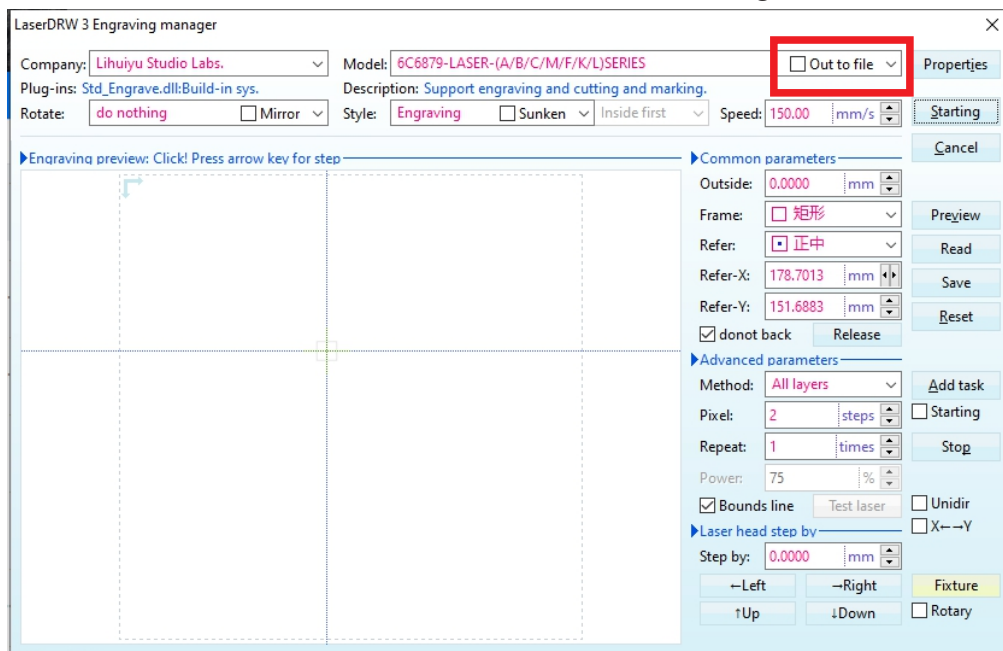 LaserDRW 3 Engraving manager
Company: Lihuiyu Studio Labs. Model: 6C6879-LASER-(A/B/C/M/F/K/L)SERIES Out to file Properties
Plug-ins: Std_Engrave.dll:Build-in sys. Description: Support engraving and cutting and marking.
Rotate: do nothing Mirror Style: Engraving Sunken Inside first Speed: 150.00 mm/s Starting
Cancel
Engraving preview: Click! Press arrow key for step Common parameters
Outside: 0.0000 mm
Frame: 矩形 Preview
Refer: 正中 Read
Refer-X: 178.7013 mm Save
Refer-Y: 151.6883 mm Reset
donot back Release
Advanced parameters
Method: All layers Add task
Pixel: 2 steps Starting
Repeat: 1 times Stop
Power: 75 %
Bounds line Test laser Unidir
Laser head step by X←→Y
Step by: 0.0000 mm
←Left →Right Fixture
↑Up ↓Down Rotary